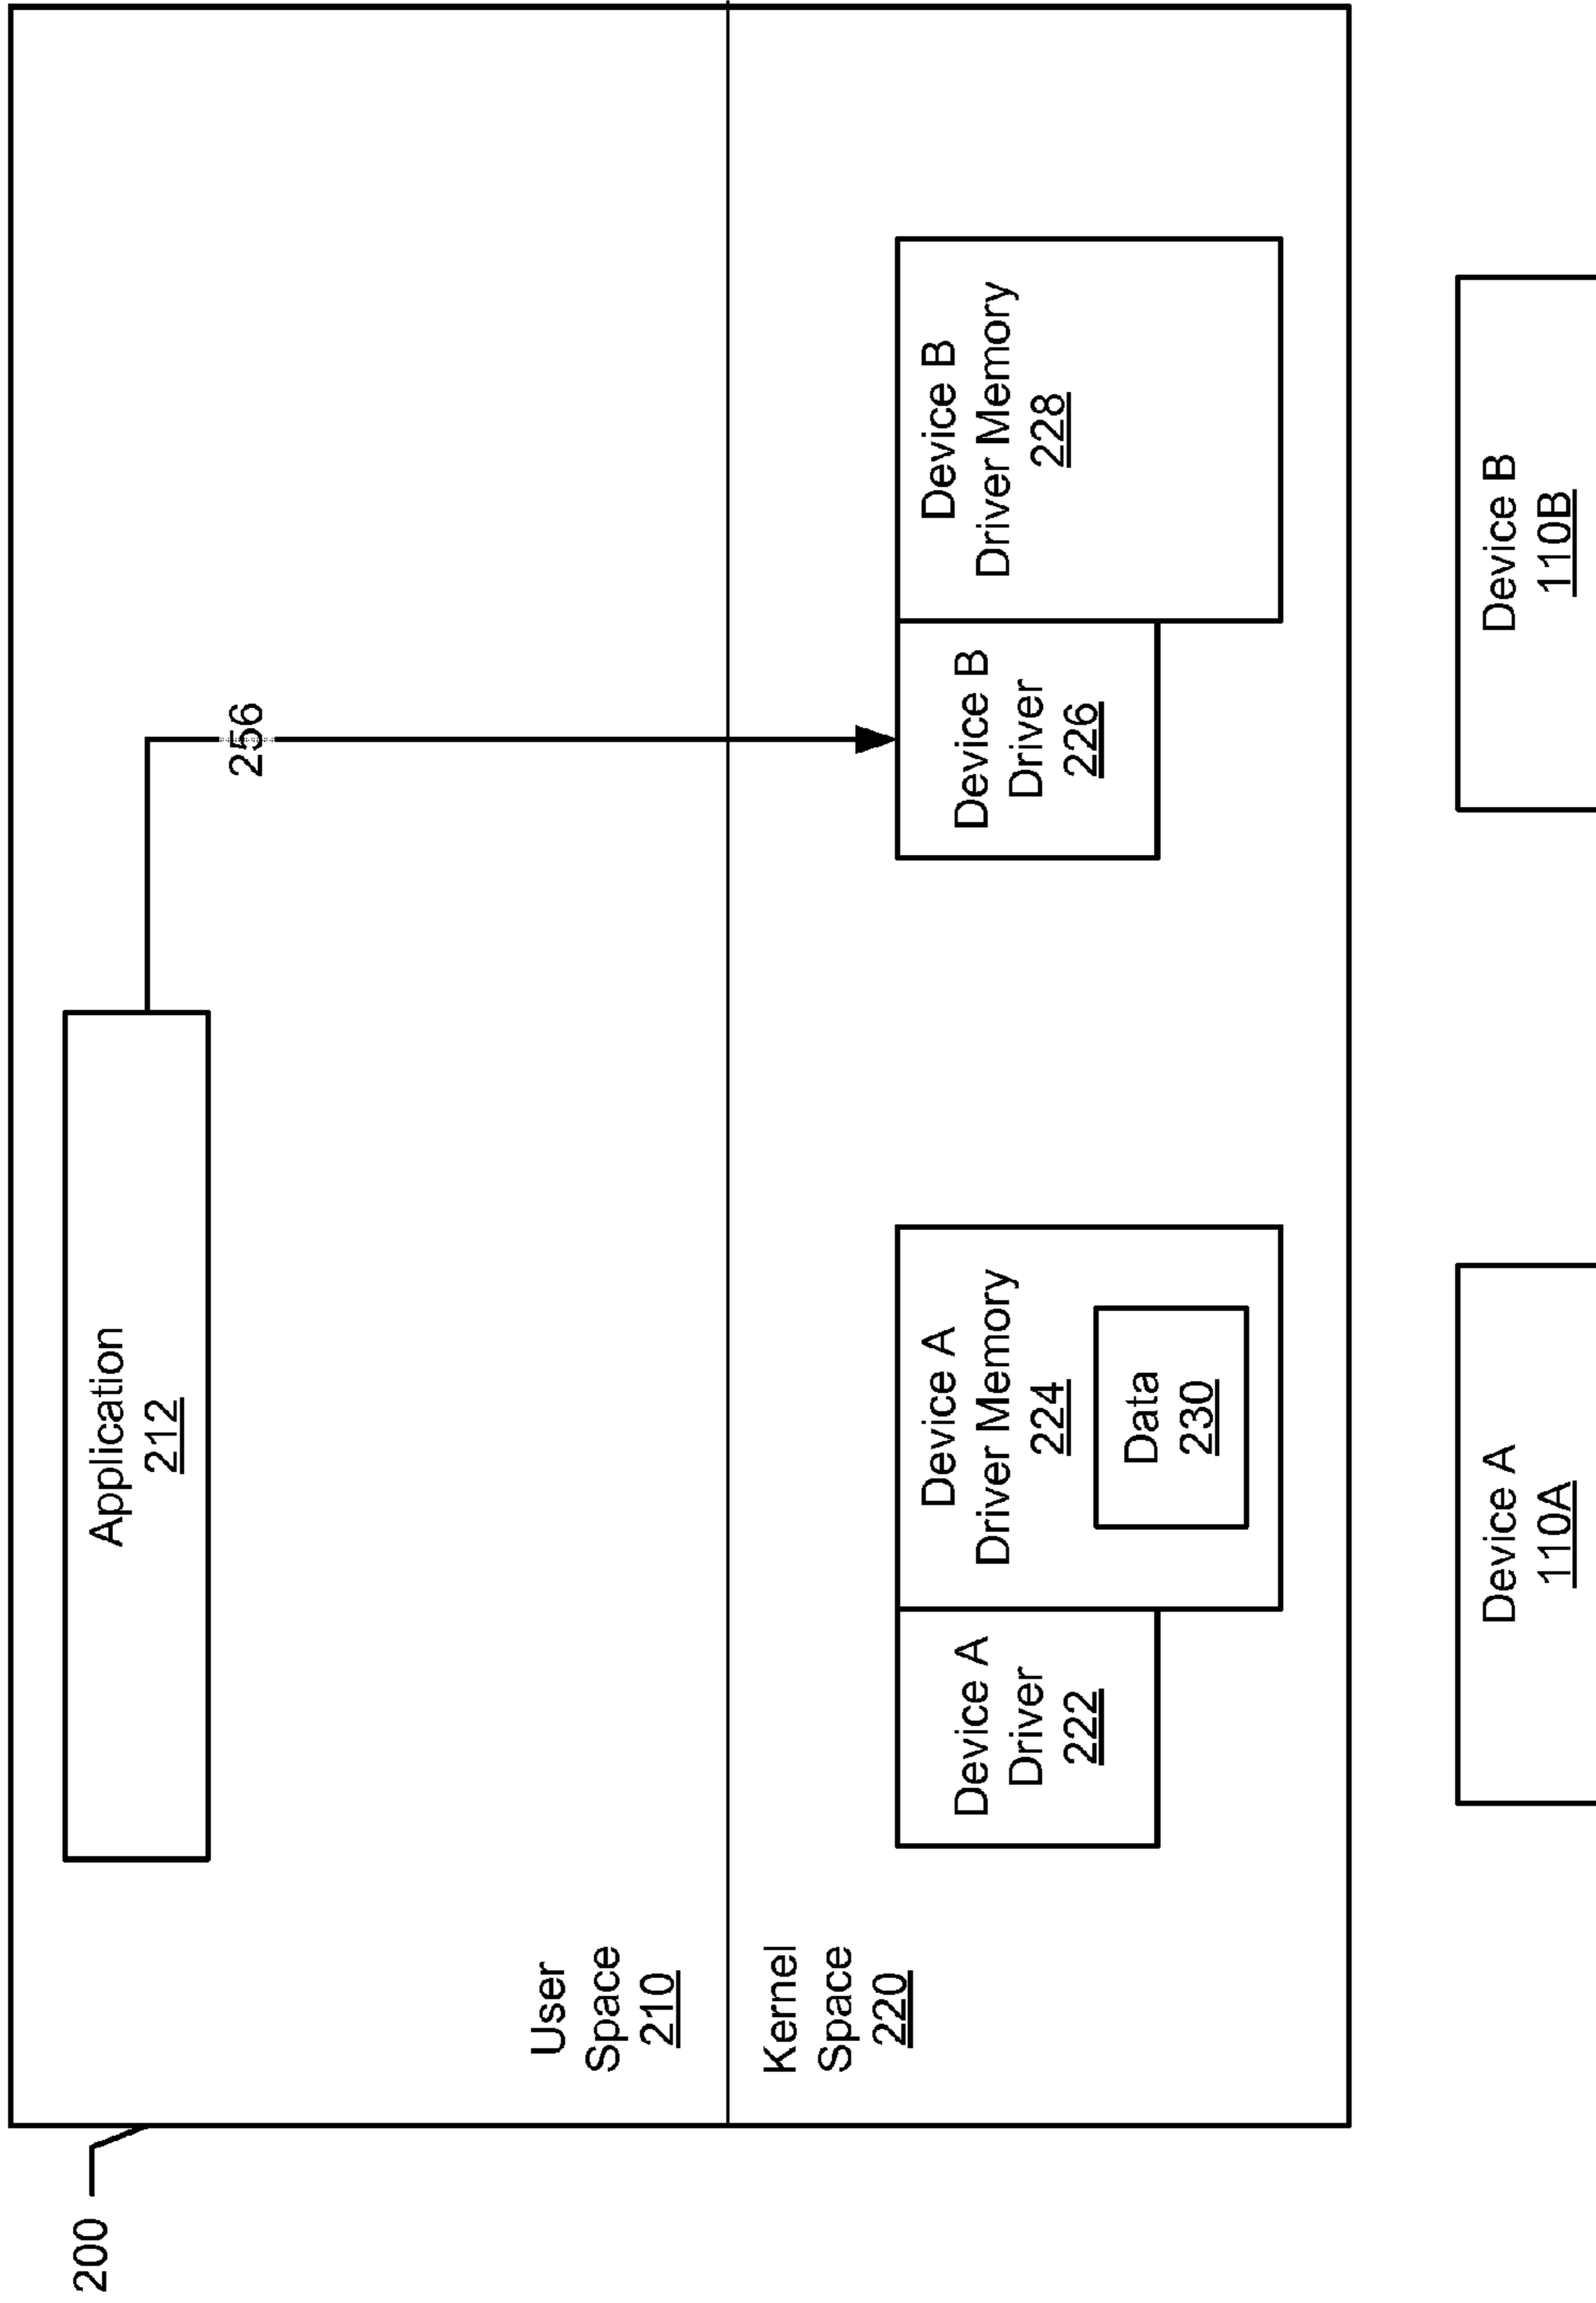 200
Application
212
256
User
Space
210
Kernel
Space
220
Device A
Driver
222
Device A
Driver Memory
224
Data
230
Device B
Driver
226
Device B
Driver Memory
228
Device A
110A
Device B
110B